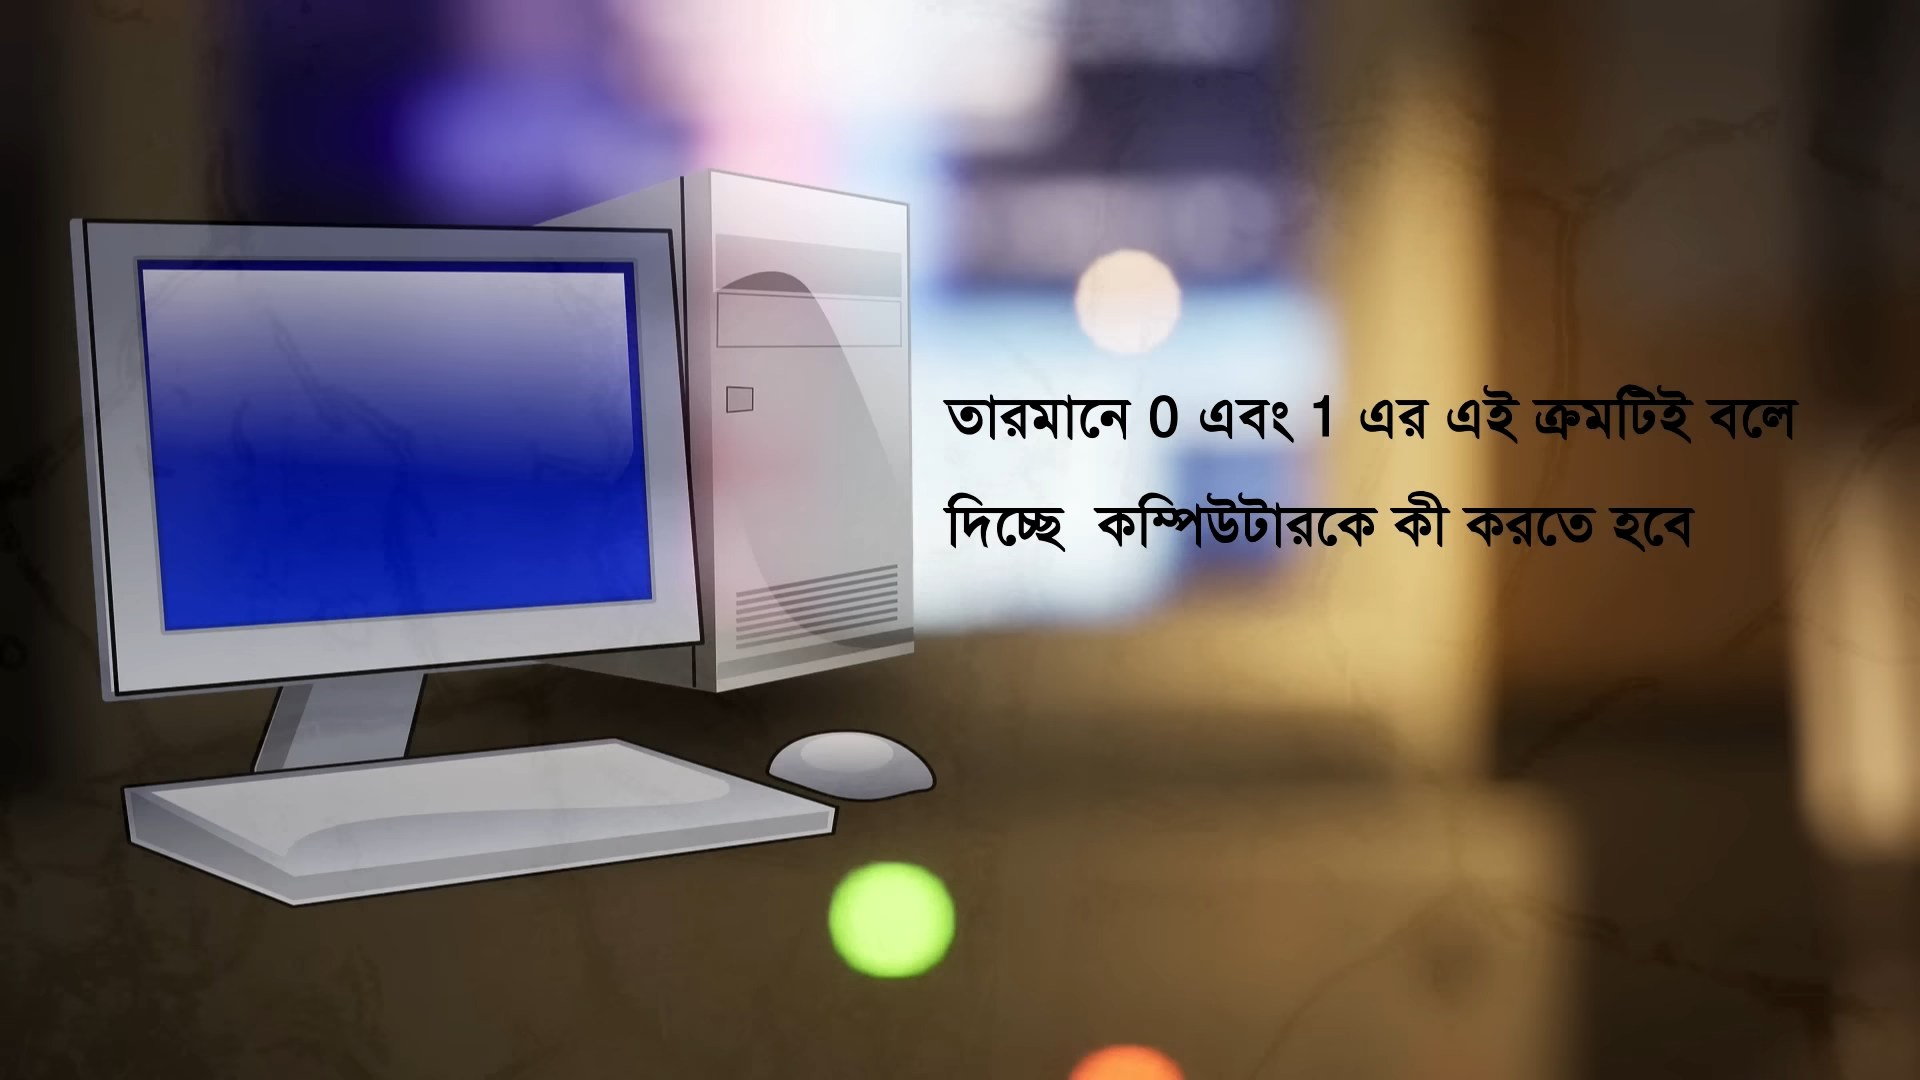 তারমানে 0 এবং 1 এর এই ক্রমটিই বলে
দিচ্ছে কম্পিউটারকে কী করতে হবে